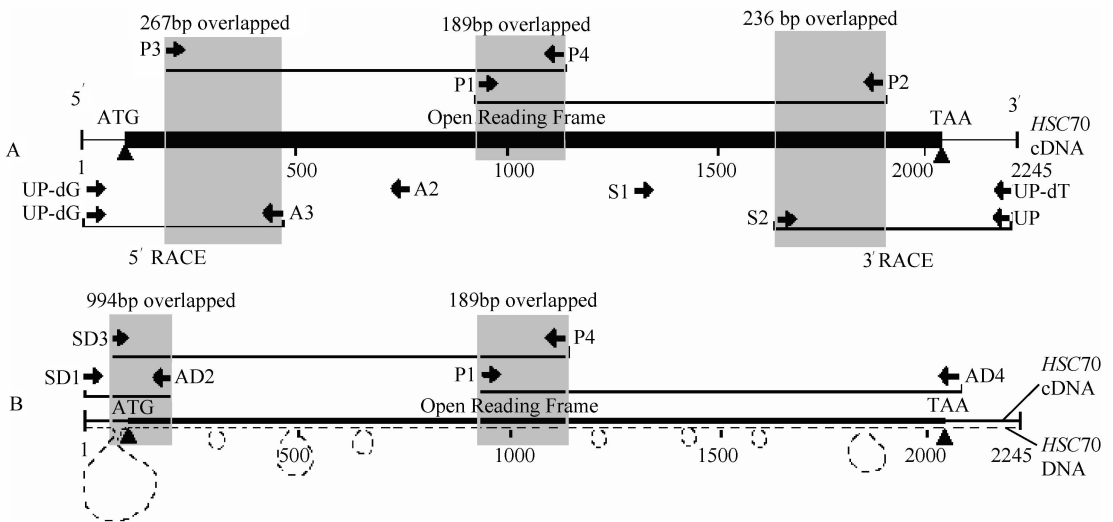 267bp overlapped
189bp overlapped
236 bp overlapped
P3
P4
P1
P2
5′
3′
ATG
Open Reading Frame
TAA
HSC70
cDNA
A
1
500
1000
1500
2000
2245
UP-dG
A2
S1
UP-dT
UP-dG
A3
S2
UP
5′ RACE
3′RACE
994bp overlapped
189bp overlapped
SD3
P4
SD1
AD2
P1
AD4
HSC70
cDNA
B
ATG
Open Reading Frame
TAA
1
500
1000
1500
2000
2245
HSC70
DNA